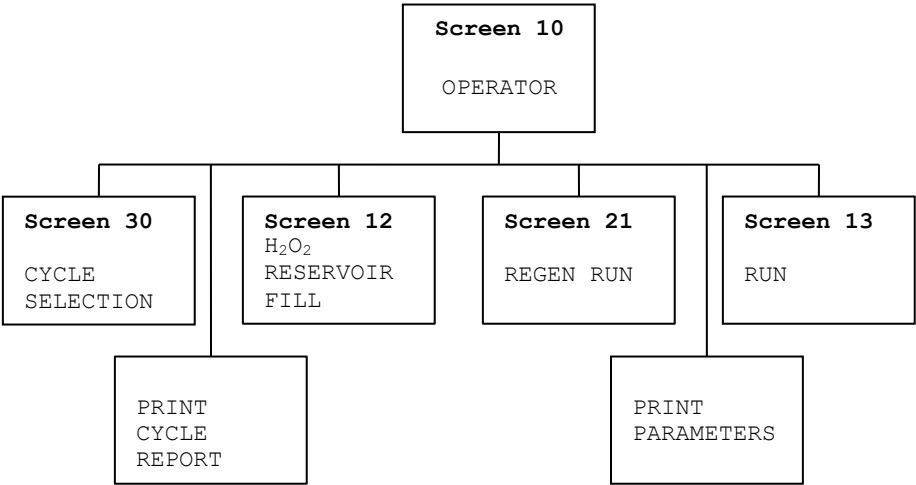 Screen 10
OPERATOR
Screen 30
CYCLE
SELECTION
Screen 12
H₂O₂
RESERVOIR
FILL
Screen 21
REGEN RUN
Screen 13
RUN
PRINT
CYCLE
REPORT
PRINT
PARAMETERS